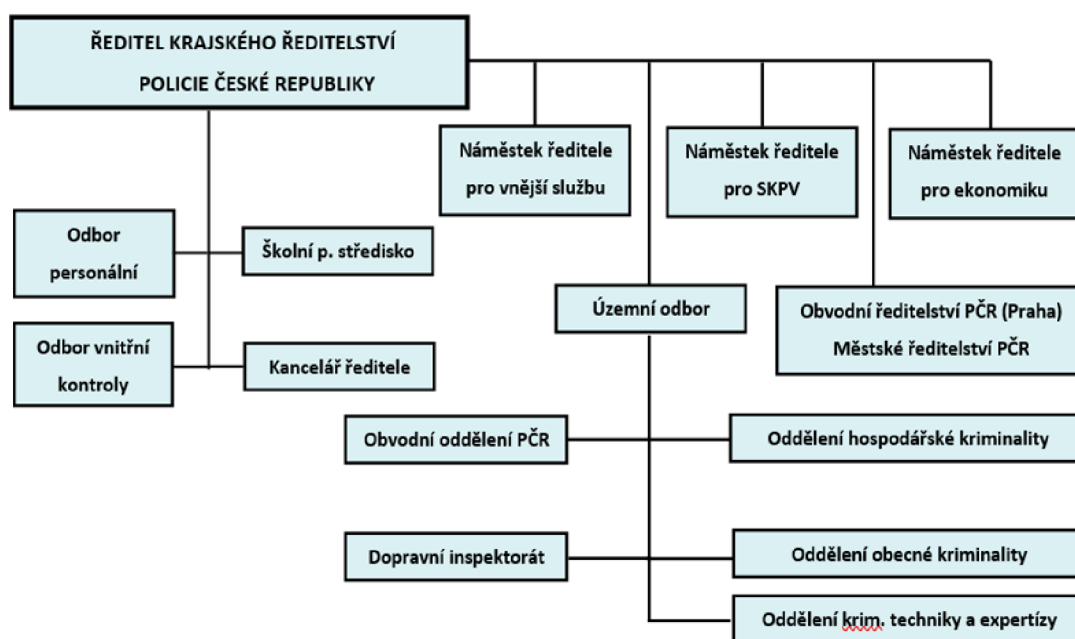 ŘEDITEL KRAJSKÉHO ŘEDITELSTVÍ
POLICIE ČESKÉ REPUBLIKY
Náměstek ředitele
pro vnější službu
Náměstek ředitele
pro SKPV
Náměstek ředitele
pro ekonomiku
Odbor
personální
Školní p. středisko
Odbor vnitřní
kontroly
Kancelář ředitele
Územní odbor
Obvodní ředitelství PČR (Praha)
Městské ředitelství PČR
Obvodní oddělení PČR
Oddělení hospodářské kriminality
Dopravní inspektorát
Oddělení obecné kriminality
Oddělení krim. techniky a expertízy